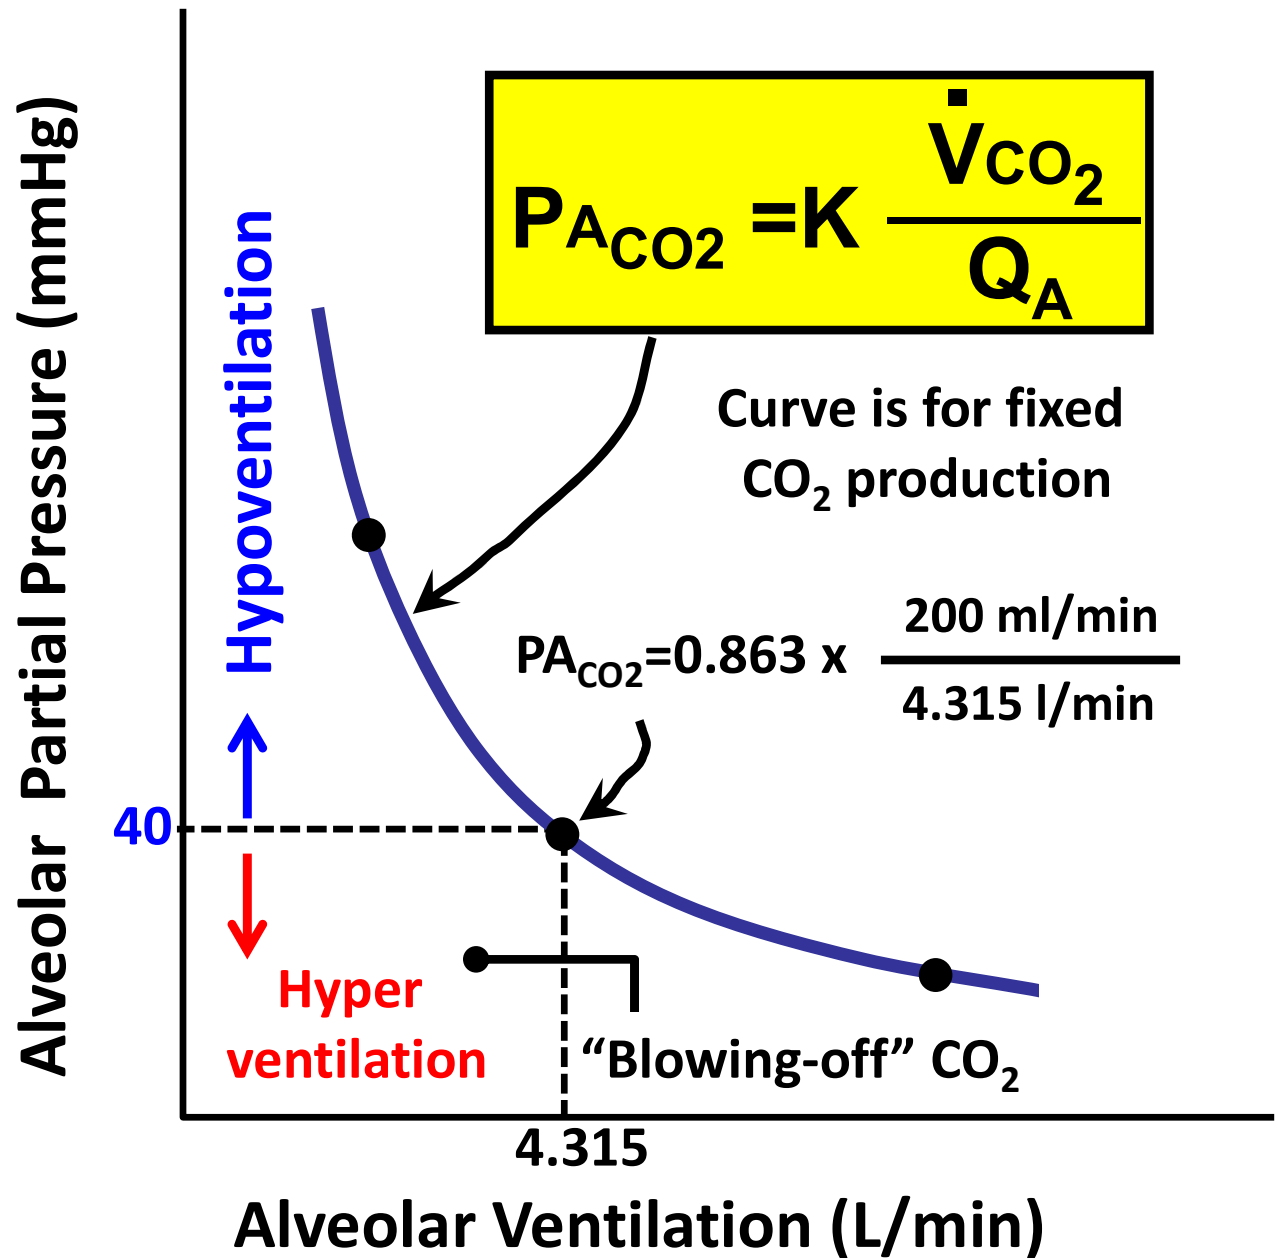 Alveolar Partial Pressure (mmHg)
Hypoventilation
V̇CO2
PACO2 =K
QA
Curve is for fixed
CO2 production
PACO2=0.863 x
200 ml/min
4.315 l/min
40
Hyper
ventilation
“Blowing-off” CO2
4.315
Alveolar Ventilation (L/min)